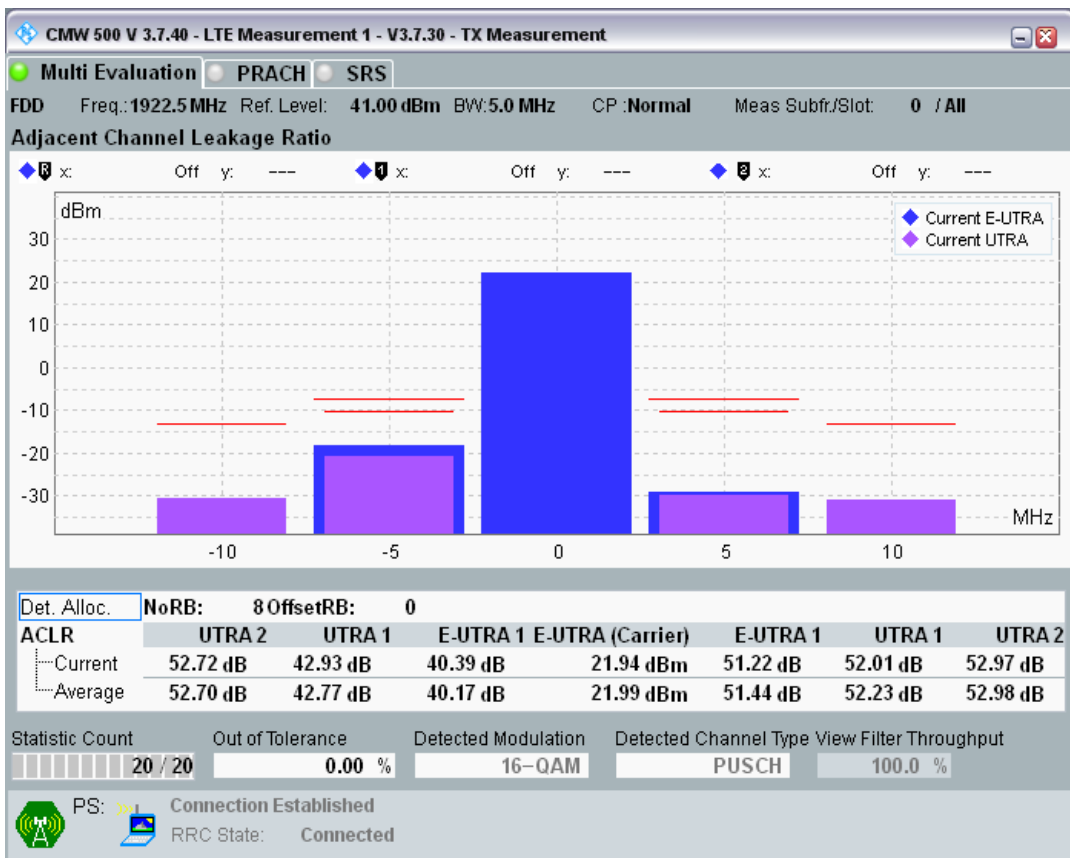 CMW 500 V 3.7.40 - LTE Measurement 1 - V3.7.30 - TX Measurement
Multi Evaluation PRACH SRS
FDD Freq.:1922.5 MHz Ref. Level: 41.00 dBm BW:5.0 MHz CP :Normal Meas Subfr./Slot: 0 / All
Adjacent Channel Leakage Ratio
R x: Off y: --- 1 x: Off y: --- 2 x: Off y: ---
dBm
Current E-UTRA
Current UTRA
30
20
10
0
-10
-20
-30
MHz
-10 -5 0 5 10
Det. Alloc. NoRB: 8 OffsetRB: 0
ACLR UTRA 2 UTRA 1 E-UTRA 1 E-UTRA (Carrier) E-UTRA 1 UTRA 1 UTRA 2
Current 52.72 dB 42.93 dB 40.39 dB 21.94 dBm 51.22 dB 52.01 dB 52.97 dB
Average 52.70 dB 42.77 dB 40.17 dB 21.99 dBm 51.44 dB 52.23 dB 52.98 dB
Statistic Count Out of Tolerance Detected Modulation Detected Channel Type View Filter Throughput
20 / 20 0.00 % 16-QAM PUSCH 100.0 %
PS: Connection Established
RRC State: Connected